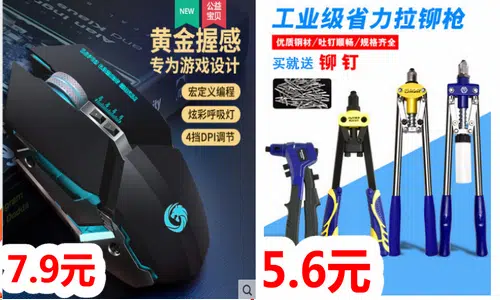 NEW
公益
宝贝
黄金握感
专为游戏设计
宏定义编程
炫彩呼吸灯
4挡DPI调节
7.9元
工业级省力拉铆枪
优质钢材/吐钉顺畅/规格齐全
买就送 铆钉
5.6元